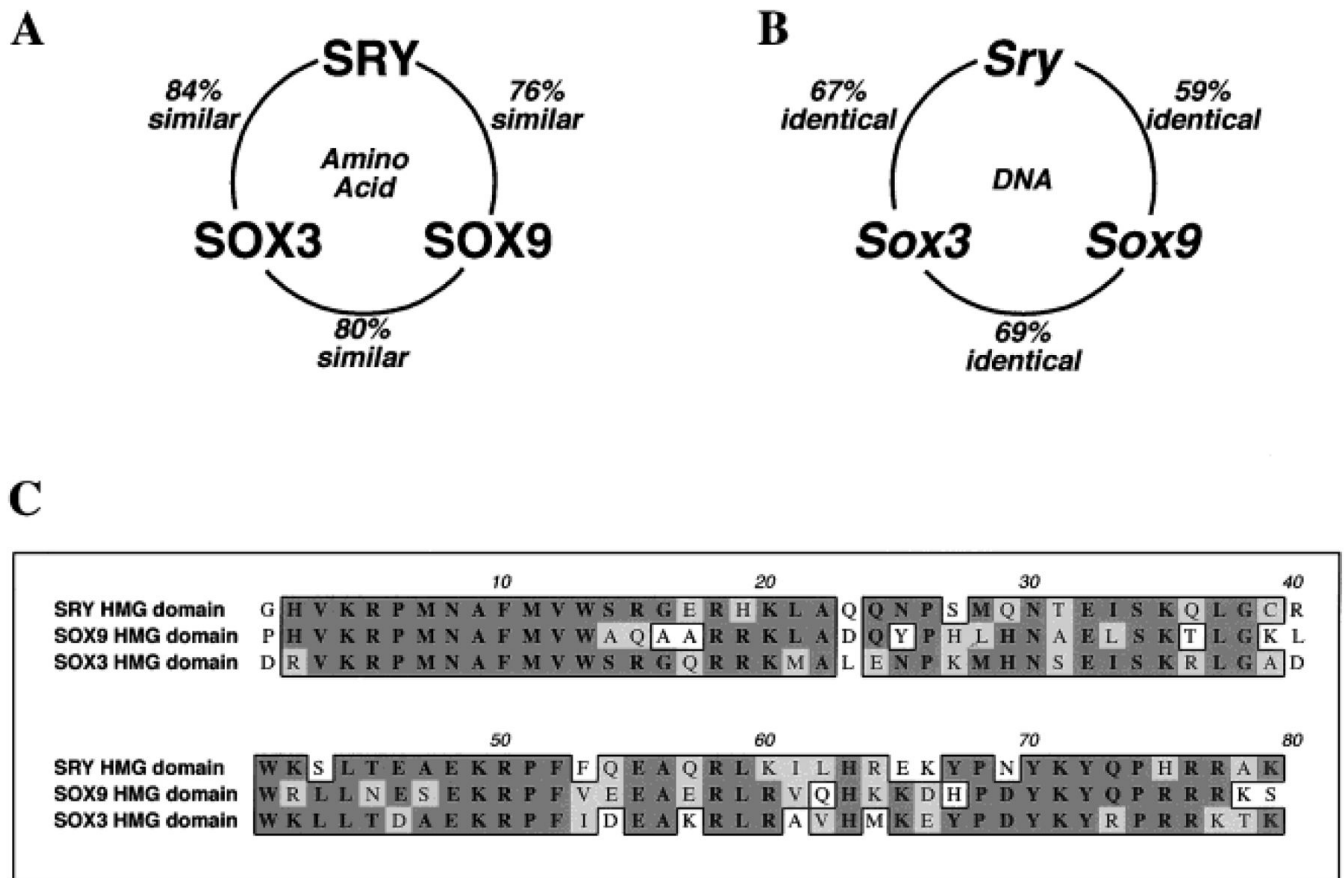 A
B
SRY
84%
similar
76%
similar
Amino
Acid
SOX3
SOX9
80%
similar
Sry
67%
identical
59%
identical
DNA
Sox3
Sox9
69%
identical
C
10 20 30 40
SRY HMG domain G H V K R P M N A F M V W S R G E R H K L A Q Q N P S M Q N T E I S K Q L G C R
SOX9 HMG domain P H V K R P M N A F M V W A Q A A R R K L A D Q Y P H L H N A E L S K T L G K L
SOX3 HMG domain D R V K R P M N A F M V W S R G Q R R K M A L E N P K M H N S E I S K R L G A D
50 60 70 80
SRY HMG domain W K S L T E A E K R P F F Q E A Q R L K I L H R E K Y P N Y K Y Q P H R R A K
SOX9 HMG domain W R L L N E S E K R P F V E E A E R L R V Q H K K D H P D Y K Y Q P R R R K S
SOX3 HMG domain W K L L T D A E K R P F I D E A K R L R A V H M K E Y P D Y K Y R P R R K T K